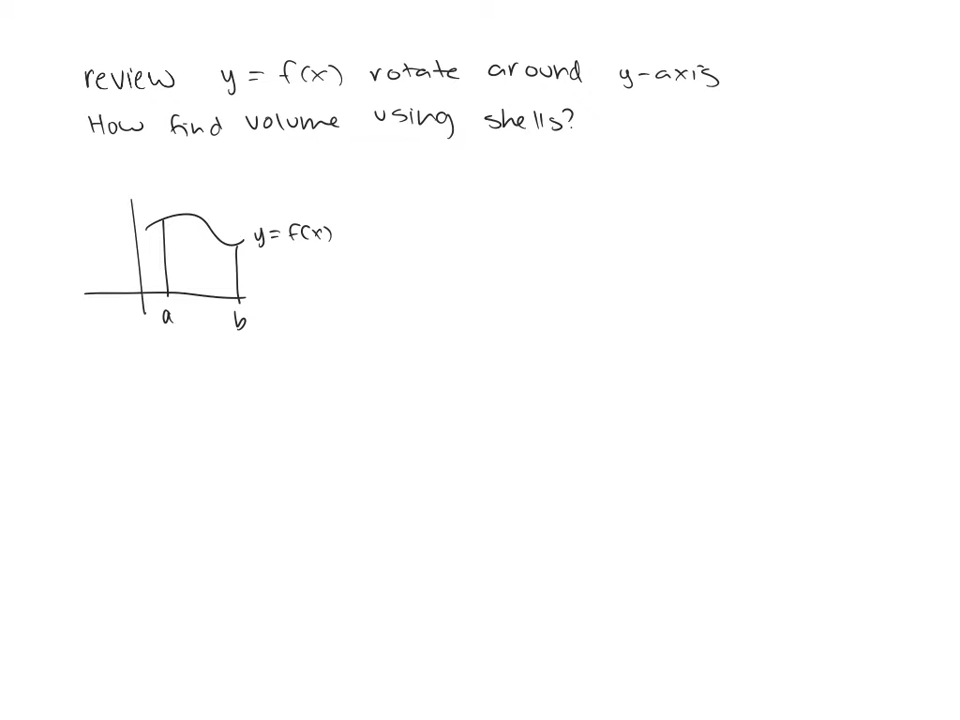 review y = f(x) rotate around y-axis
How find volume using shells?
y = f(x)
a
b